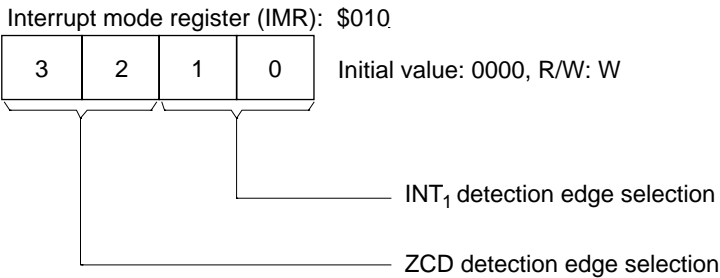 Interrupt mode register (IMR): $010
3 2 1 0 Initial value: 0000, R/W: W
INT1 detection edge selection
ZCD detection edge selection